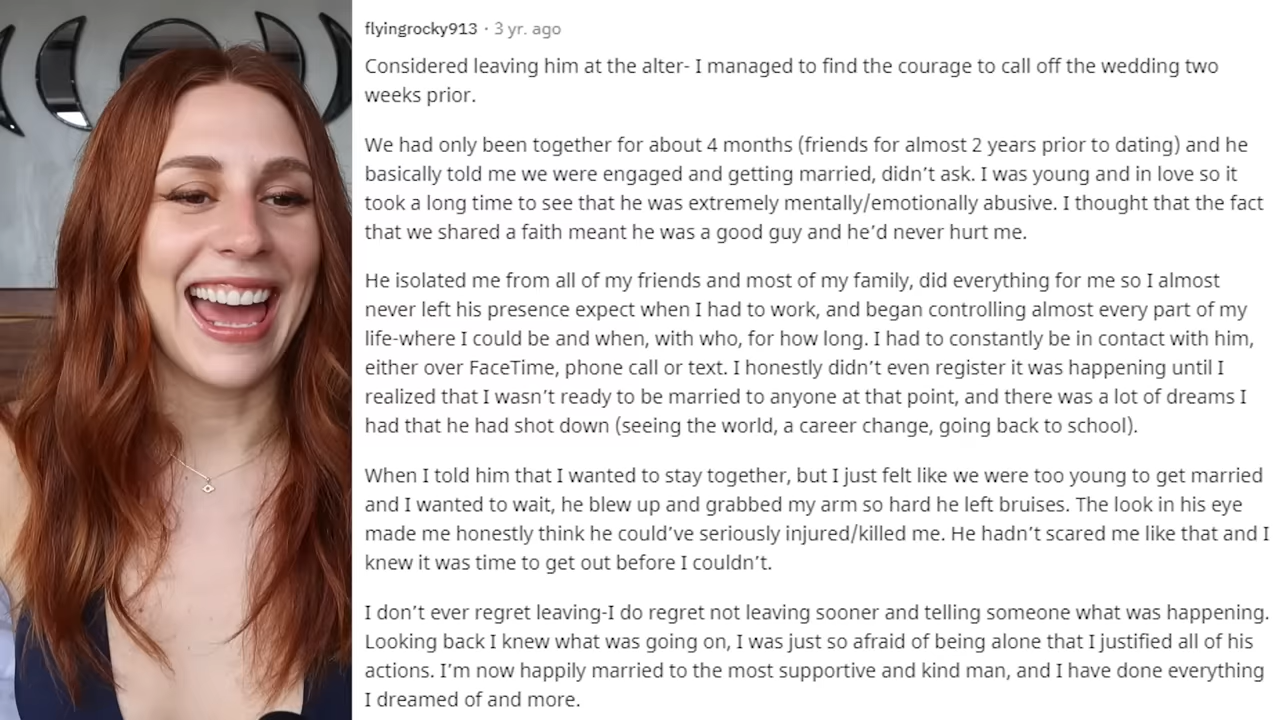 flyingrocky913 · 3 yr. ago
Considered leaving him at the alter- I managed to find the courage to call off the wedding two
weeks prior.
We had only been together for about 4 months (friends for almost 2 years prior to dating) and he
basically told me we were engaged and getting married, didn't ask. I was young and in love so it
took a long time to see that he was extremely mentally/emotionally abusive. I thought that the fact
that we shared a faith meant he was a good guy and he'd never hurt me.
He isolated me from all of my friends and most of my family, did everything for me so I almost
never left his presence expect when I had to work, and began controlling almost every part of my
life-where I could be and when, with who, for how long. I had to constantly be in contact with him,
either over FaceTime, phone call or text. I honestly didn't even register it was happening until I
realized that I wasn't ready to be married to anyone at that point, and there was a lot of dreams I
had that he had shot down (seeing the world, a career change, going back to school).
When I told him that I wanted to stay together, but I just felt like we were too young to get married
and I wanted to wait, he blew up and grabbed my arm so hard he left bruises. The look in his eye
made me honestly think he could've seriously injured/killed me. He hadn't scared me like that and I
knew it was time to get out before I couldn't.
I don't ever regret leaving-I do regret not leaving sooner and telling someone what was happening.
Looking back I knew what was going on, I was just so afraid of being alone that I justified all of his
actions. I'm now happily married to the most supportive and kind man, and I have done everything
I dreamed of and more.